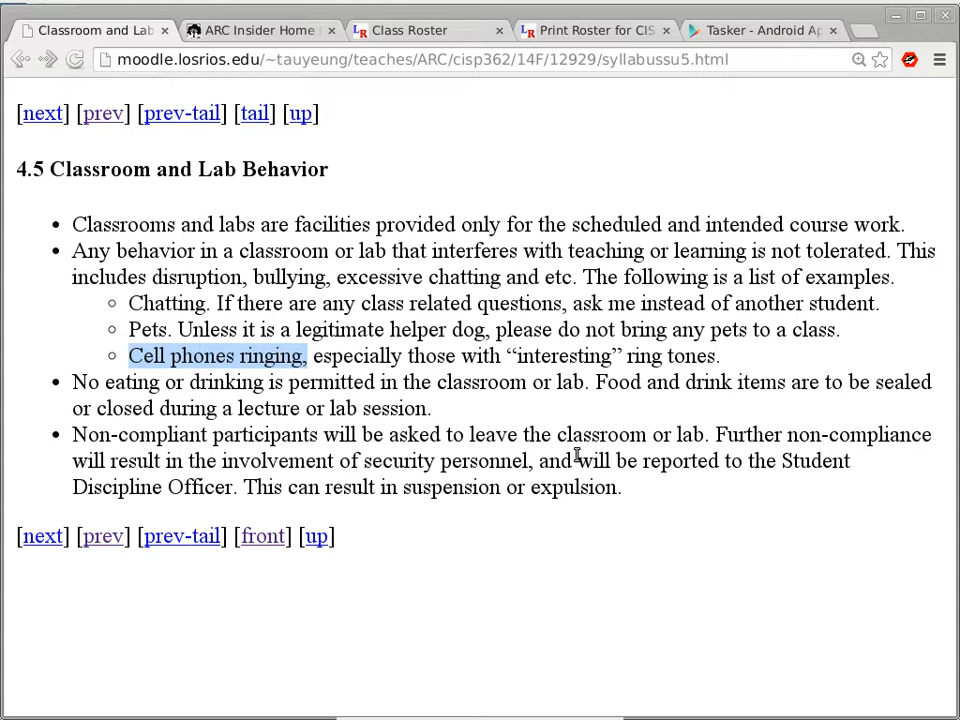 Classroom and Lab
ARC Insider Home
Class Roster
Print Roster for CIS
Tasker - Android Ap
moodle.losrios.edu/~tauyeung/teaches/ARC/cisp362/14F/12929/syllabussu5.html
[next] [prev] [prev-tail] [tail] [up]
4.5 Classroom and Lab Behavior
• Classrooms and labs are facilities provided only for the scheduled and intended course work.
• Any behavior in a classroom or lab that interferes with teaching or learning is not tolerated. This
includes disruption, bullying, excessive chatting and etc. The following is a list of examples.
◦ Chatting. If there are any class related questions, ask me instead of another student.
◦ Pets. Unless it is a legitimate helper dog, please do not bring any pets to a class.
◦ Cell phones ringing, especially those with “interesting” ring tones.
• No eating or drinking is permitted in the classroom or lab. Food and drink items are to be sealed
or closed during a lecture or lab session.
• Non-compliant participants will be asked to leave the classroom or lab. Further non-compliance
will result in the involvement of security personnel, and will be reported to the Student
Discipline Officer. This can result in suspension or expulsion.
[next] [prev] [prev-tail] [front] [up]